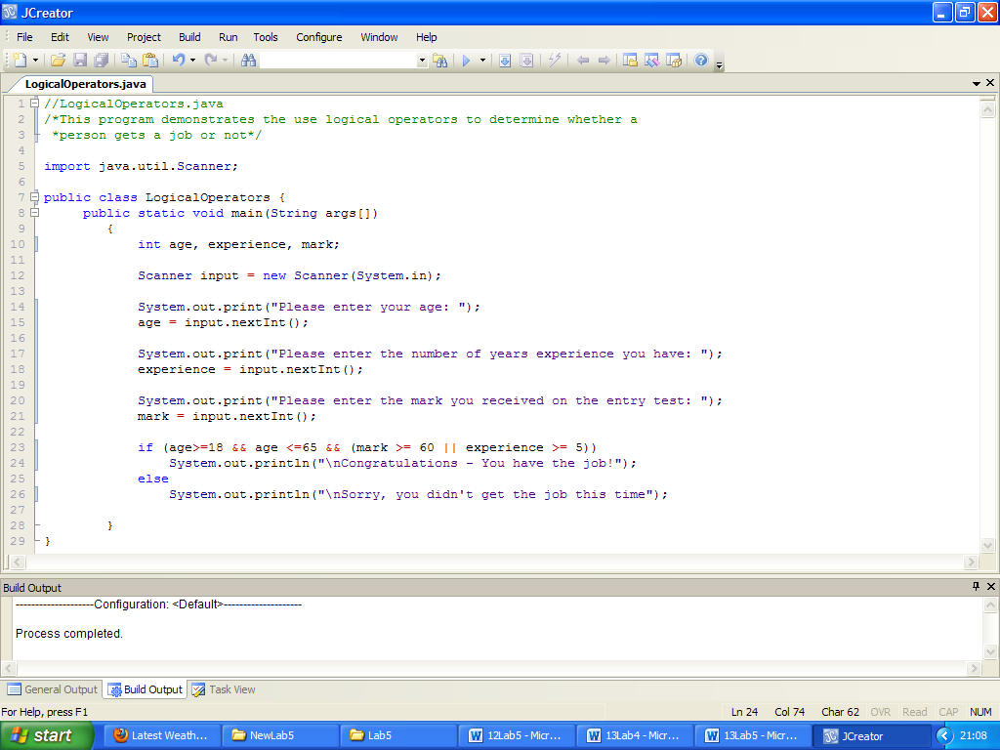 JCreator
File Edit View Project Build Run Tools Configure Window Help
LogicalOperators.java
1 //LogicalOperators.java
2 /*This program demonstrates the use logical operators to determine whether a
3 *person gets a job or not*/
4
5 import java.util.Scanner;
6
7 public class LogicalOperators {
8 public static void main(String args[])
9 {
10 int age, experience, mark;
11
12 Scanner input = new Scanner(System.in);
13
14 System.out.print("Please enter your age: ");
15 age = input.nextInt();
16
17 System.out.print("Please enter the number of years experience you have: ");
18 experience = input.nextInt();
19
20 System.out.print("Please enter the mark you received on the entry test: ");
21 mark = input.nextInt();
22
23 if (age>=18 && age <=65 && (mark >= 60 || experience >= 5))
24 System.out.println("\nCongratulations - You have the job!");
25 else
26 System.out.println("\nSorry, you didn't get the job this time");
27
28 }
29 }
Build Output
--------------------Configuration: <Default>--------------------
Process completed.
General Output Build Output Task View
For Help, press F1 Ln 24 Col 74 Char 62 OVR Read CAP NUM
start Latest Weath... NewLab5 Lab5 12Lab5 - Micr... 13Lab4 - Micr... 13Lab5 - Micr... JCreator 21:08